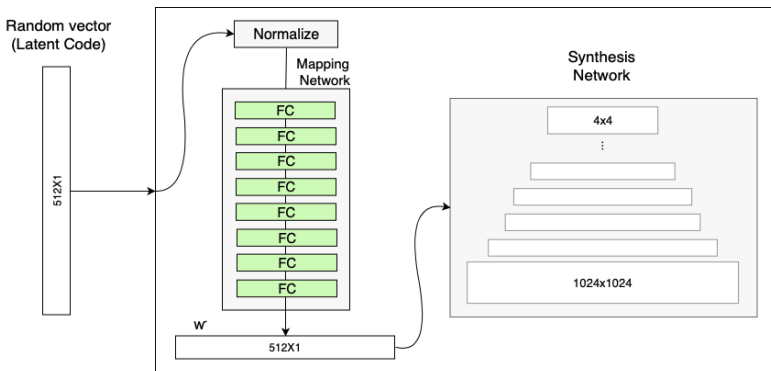 Random vector
(Latent Code)
512X1
Normalize
Mapping
Network
FC
FC
FC
FC
FC
FC
FC
FC
w
512X1
Synthesis
Network
4x4
⋮
1024x1024